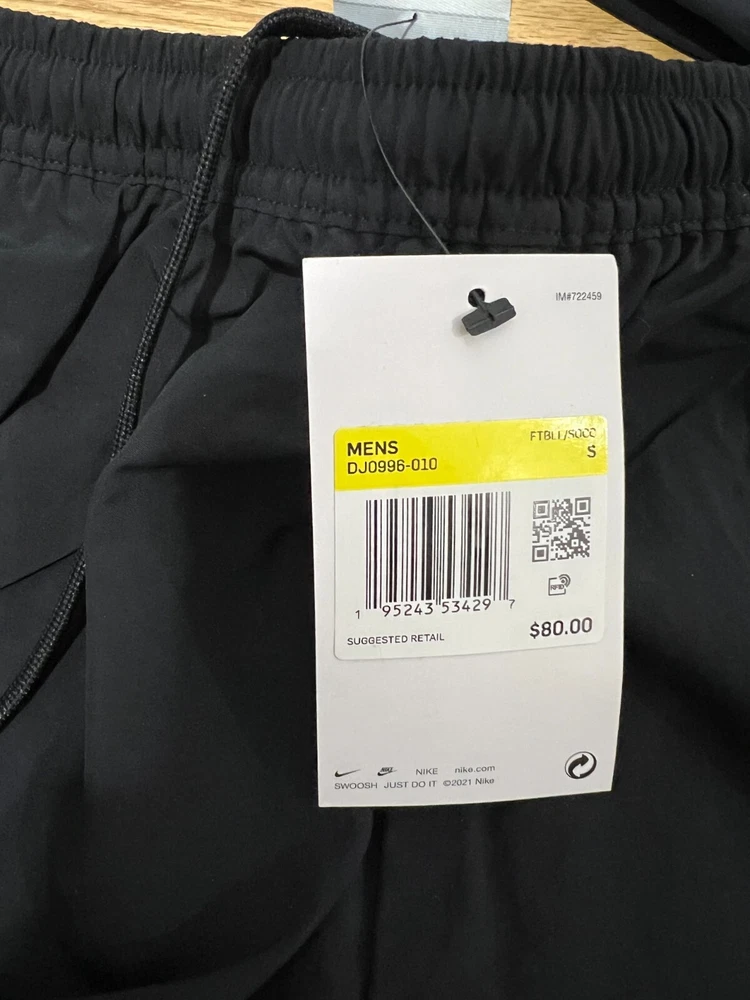 IM#722459
MENS
FTBLL/SOCC
DJ0996-010
S
1 95243 53429 7
RFID
SUGGESTED RETAIL
$80.00
NIKE nike.com
SWOOSH JUST DO IT ©2021 Nike